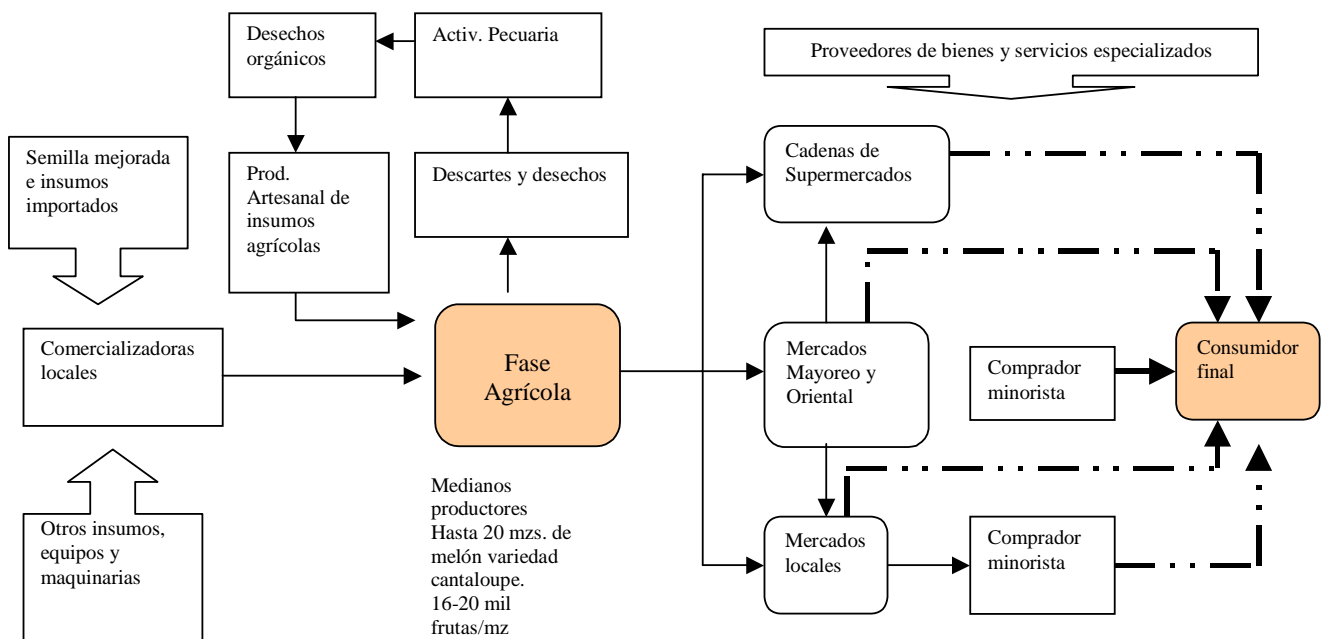 Desechos
orgánicos
Activ. Pecuaria
Proveedores de bienes y servicios especializados
Semilla mejorada
e insumos
importados
Prod.
Artesanal de
insumos
agrícolas
Descartes y desechos
Cadenas de
Supermercados
Comercializadoras
locales
Fase
Agrícola
Mercados
Mayoreo y
Oriental
Comprador
minorista
Consumidor
final
Otros insumos,
equipos y
maquinarias
Medianos
productores
Hasta 20 mzs. de
melón variedad
cantaloupe.
16-20 mil
frutas/mz
Mercados
locales
Comprador
minorista